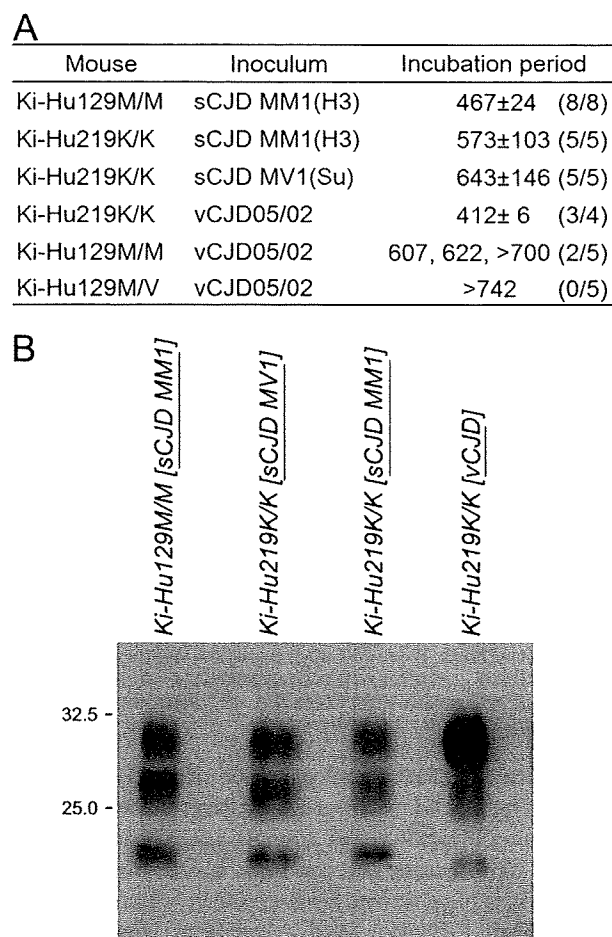 A
Mouse Inoculum Incubation period
Ki-Hu129M/M sCJD MM1(H3) 467±24 (8/8)
Ki-Hu219K/K sCJD MM1(H3) 573±103 (5/5)
Ki-Hu219K/K sCJD MV1(Su) 643±146 (5/5)
Ki-Hu219K/K vCJD05/02 412± 6 (3/4)
Ki-Hu129M/M vCJD05/02 607, 622, >700 (2/5)
Ki-Hu129M/V vCJD05/02 >742 (0/5)
B
Ki-Hu129M/M [sCJD MM1]
Ki-Hu219K/K [sCJD MV1]
Ki-Hu219K/K [sCJD MM1]
Ki-Hu219K/K [vCJD]
32.5 -
25.0 -